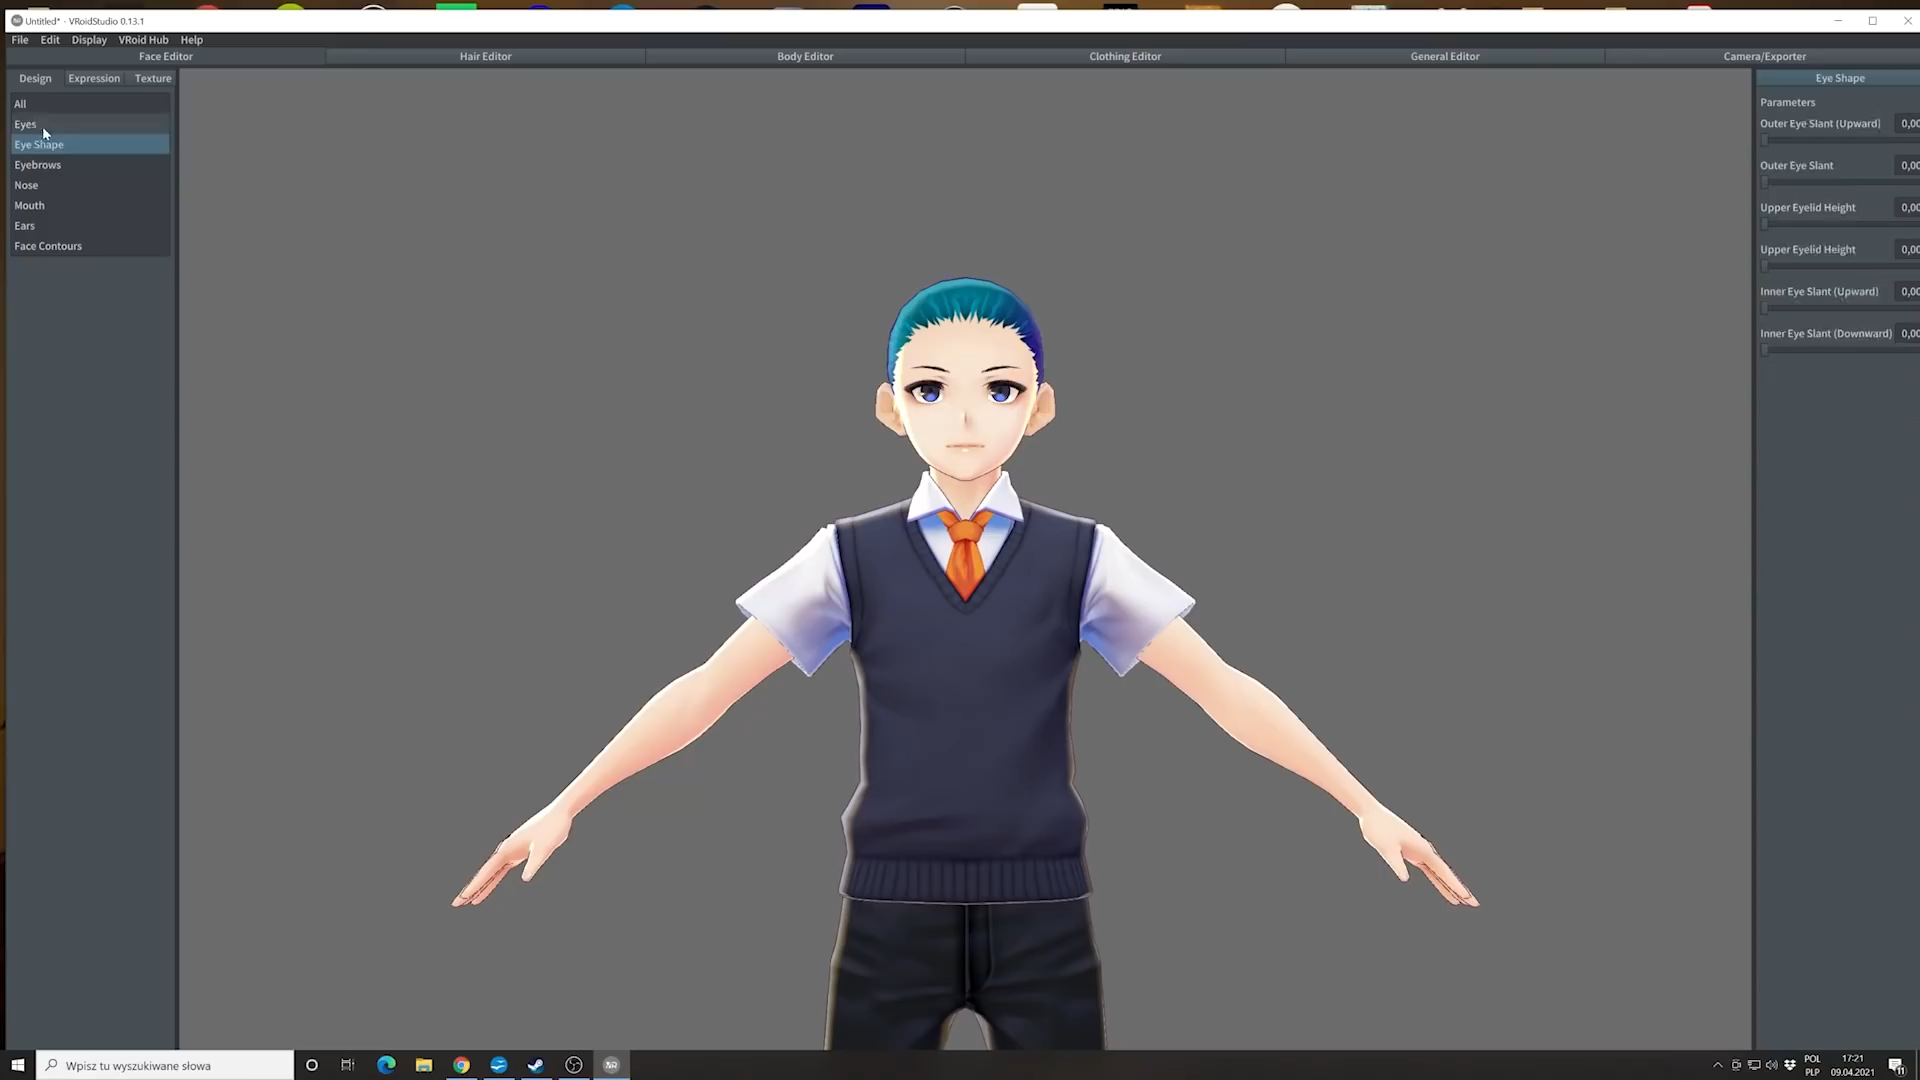 Untitled* - VRoidStudio 0.13.1
File Edit Display VRoid Hub Help
Face Editor Hair Editor Body Editor Clothing Editor General Editor Camera/Exporter
Design Expression Texture
Eye Shape
All
Eyes
Eye Shape
Eyebrows
Nose
Mouth
Ears
Face Contours
Parameters
Outer Eye Slant (Upward) 0,00
Outer Eye Slant 0,00
Upper Eyelid Height 0,00
Upper Eyelid Height 0,00
Inner Eye Slant (Upward) 0,00
Inner Eye Slant (Downward) 0,00
Wpisz tu wyszukiwane słowa
POL
PLP
17:21
09.04.2021
11